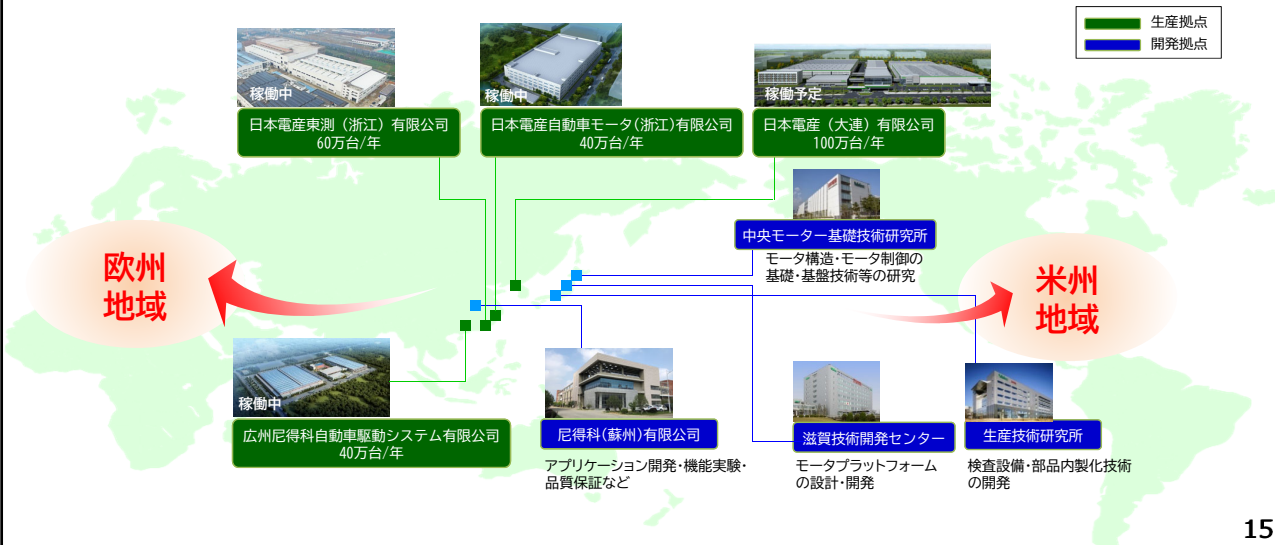 生産拠点
開発拠点
稼働中
日本電産東測（浙江）有限公司
60万台/年
稼働中
日本電産自動車モータ(浙江)有限公司
40万台/年
稼働予定
日本電産（大連）有限公司
100万台/年
中央モーター基礎技術研究所
モータ構造・モータ制御の
基礎・基盤技術等の研究
欧州
地域
米州
地域
稼働中
広州尼得科自動車駆動システム有限公司
40万台/年
尼得科(蘇州)有限公司
アプリケーション開発・機能実験・
品質保証など
滋賀技術開発センター
モータプラットフォーム
の設計・開発
生産技術研究所
検査設備・部品内製化技術
の開発
15